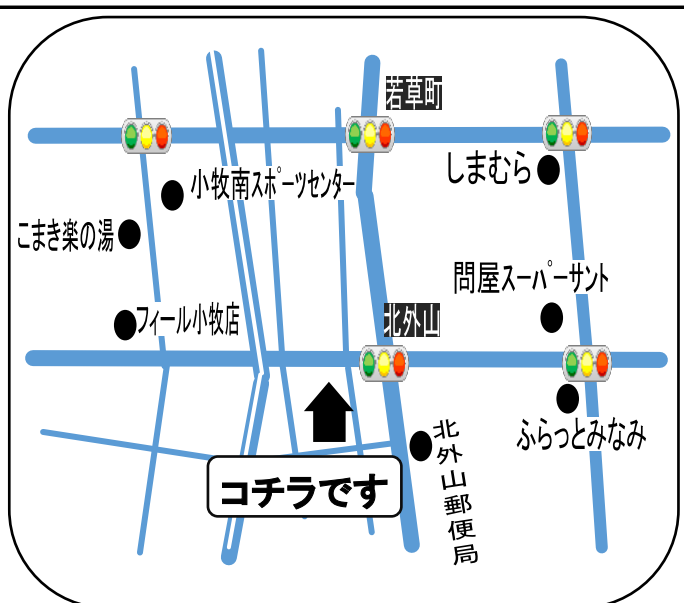 若草町
しまむら
小牧南スポーツセンター
こまき楽の湯
問屋スーパーサント
フィール小牧店
北外山
ふらっとみなみ
北外山郵便局
コチラです